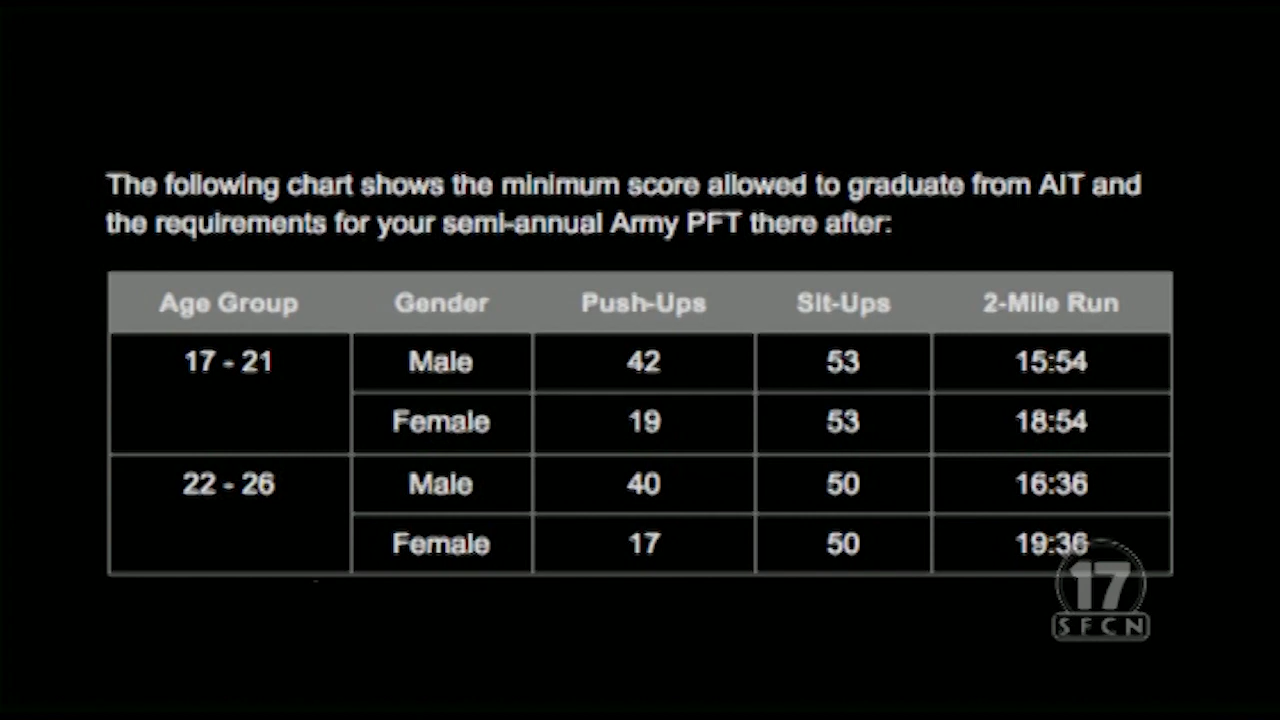 The following chart shows the minimum score allowed to graduate from AIT and
the requirements for your semi-annual Army PFT there after:
Age Group Gender Push-Ups Sit-Ups 2-Mile Run
17 - 21 Male 42 53 15:54
Female 19 53 18:54
22 - 26 Male 40 50 16:36
Female 17 50 19:36
17
SFCN